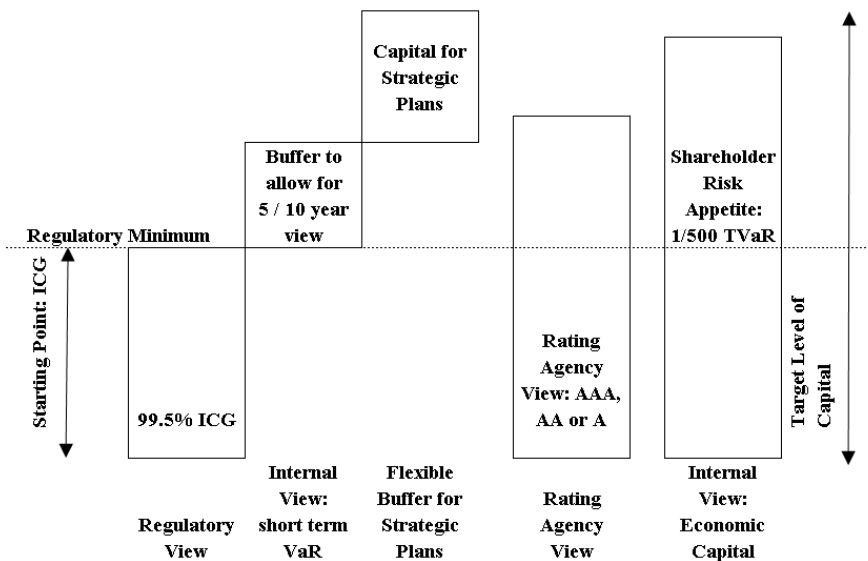 Capital for
Strategic
Plans
Buffer to
allow for
5 / 10 year
view
Shareholder
Risk
Appetite:
1/500 TVaR
Regulatory Minimum
Starting Point: ICG
99.5% ICG
Rating
Agency
View: AAA,
AA or A
Target Level of
Capital
Regulatory
View
Internal
View:
short term
VaR
Flexible
Buffer for
Strategic
Plans
Rating
Agency
View
Internal
View:
Economic
Capital